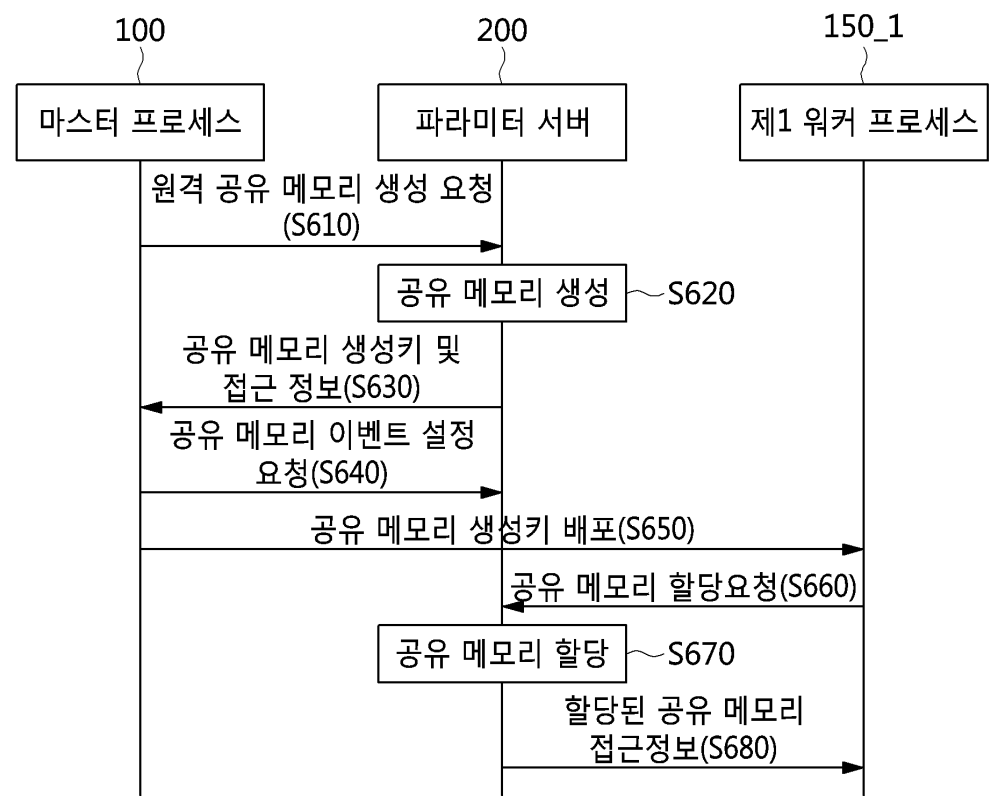 100
200
150_1
마스터 프로세스
파라미터 서버
제1 워커 프로세스
원격 공유 메모리 생성 요청
(S610)
공유 메모리 생성
S620
공유 메모리 생성키 및
접근 정보(S630)
공유 메모리 이벤트 설정
요청(S640)
공유 메모리 생성키 배포(S650)
공유 메모리 할당요청(S660)
공유 메모리 할당
S670
할당된 공유 메모리
접근정보(S680)